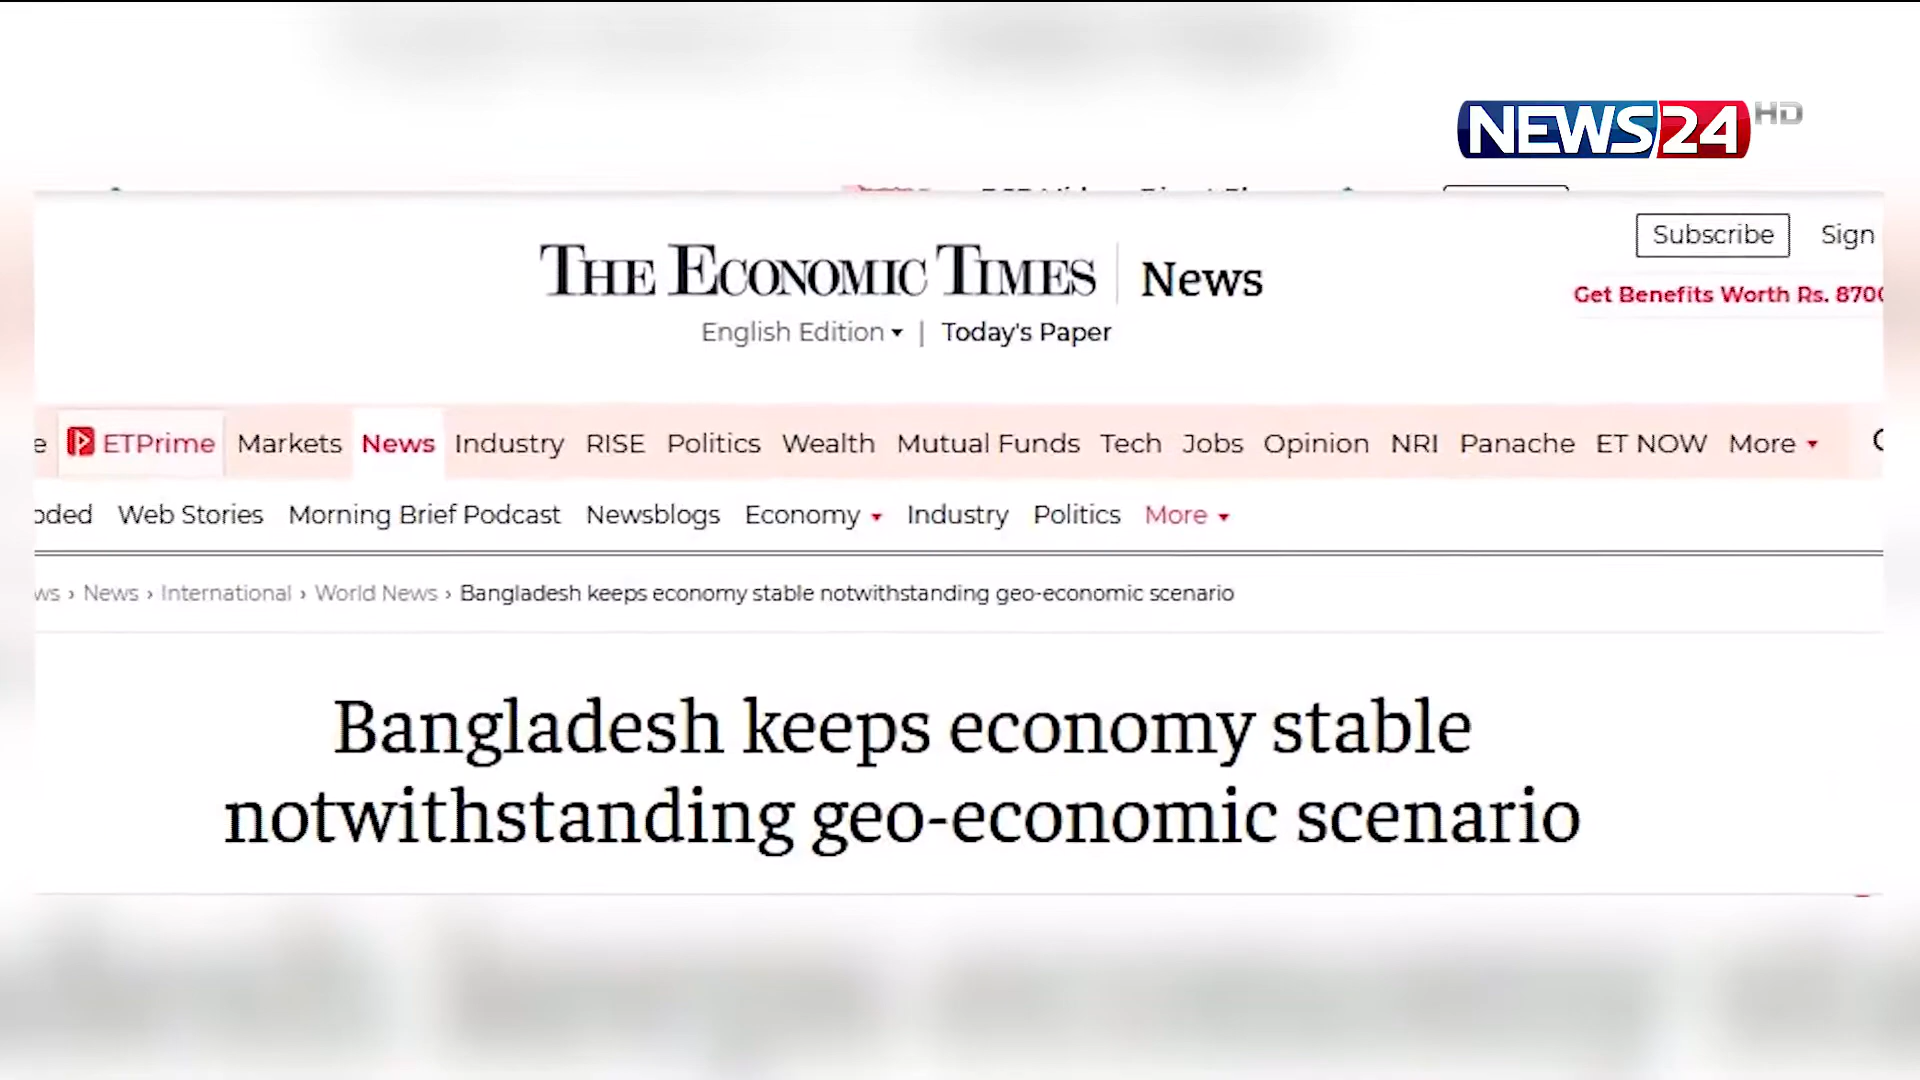 NEWS24 HD
Subscribe Sign
THE ECONOMIC TIMES | News
Get Benefits Worth Rs. 870
English Edition | Today's Paper
ETPrime Markets News Industry RISE Politics Wealth Mutual Funds Tech Jobs Opinion NRI Panache ET NOW More
Web Stories Morning Brief Podcast Newsblogs Economy Industry Politics More
› News › International › World News › Bangladesh keeps economy stable notwithstanding geo-economic scenario
Bangladesh keeps economy stable
notwithstanding geo-economic scenario